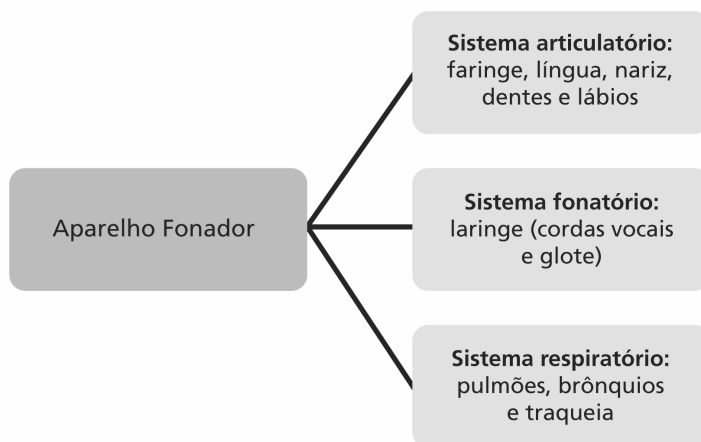 Sistema articulatório:
faringe, língua, nariz,
dentes e lábios
Aparelho Fonador
Sistema fonatório:
laringe (cordas vocais
e glote)
Sistema respiratório:
pulmões, brônquios
e traqueia